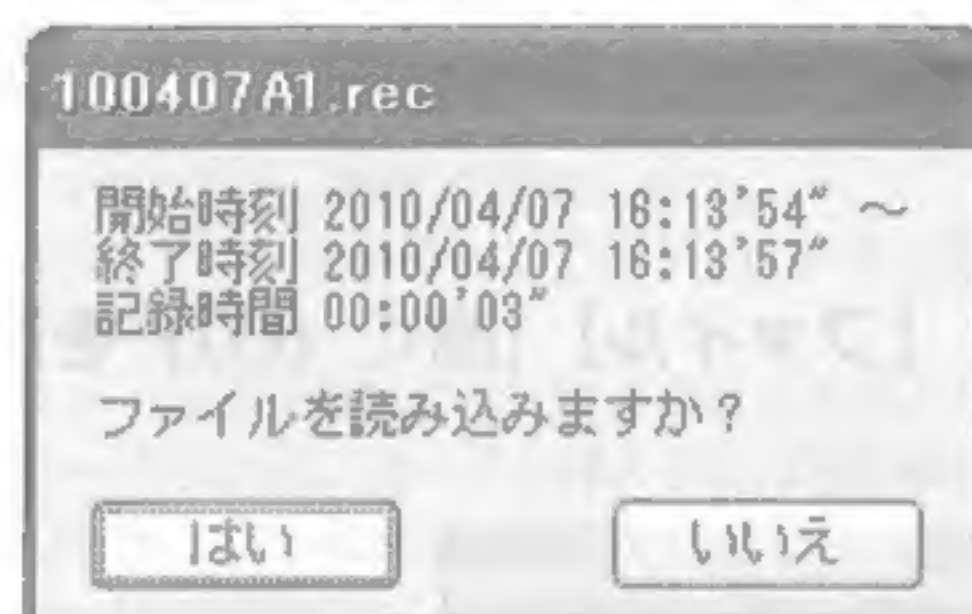 100407A1.rec
開始時刻 2010/04/07 16:13'54" ～
終了時刻 2010/04/07 16:13'57"
記録時間 00:00'03"
ファイルを読み込みますか？
はい
いいえ